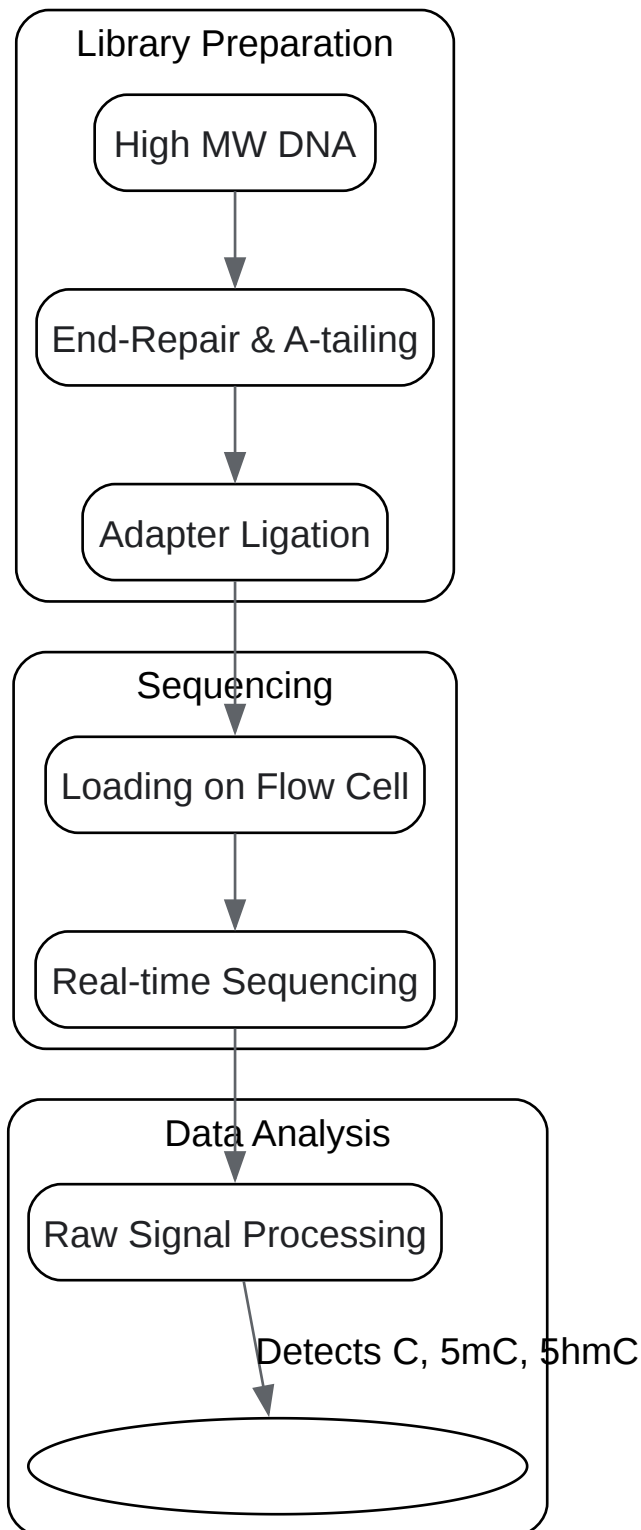 Library Preparation
High MW DNA
End-Repair & A-tailing
Adapter Ligation
Sequencing
Loading on Flow Cell
Real-time Sequencing
Data Analysis
Raw Signal Processing
Detects C, 5mC, 5hmC